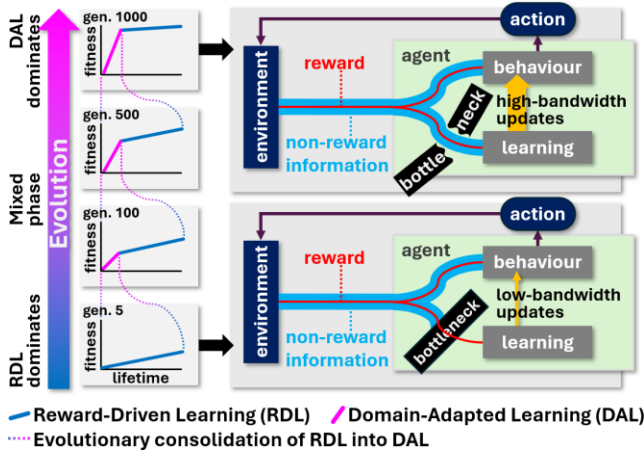 DAL
dominates
Mixed
phase
RDL
dominates
Evolution
gen. 1000
fitness
gen. 500
fitness
gen. 100
fitness
gen. 5
fitness
lifetime
action
environment
reward
non-reward
information
agent
behaviour
bottleneck
high-bandwidth
updates
learning
action
environment
reward
non-reward
information
agent
behaviour
bottleneck
low-bandwidth
updates
learning
Reward-Driven Learning (RDL)
Domain-Adapted Learning (DAL)
Evolutionary consolidation of RDL into DAL